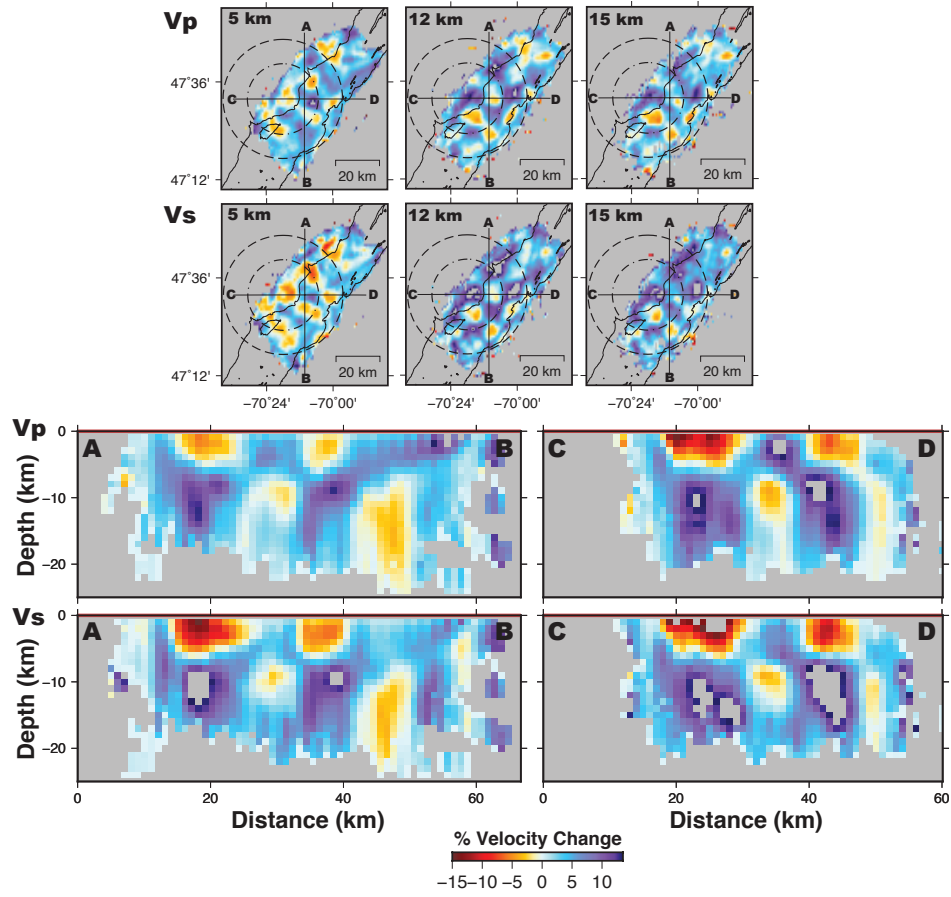 Vp
5 km
A
C
D
B
20 km
12 km
A
C
D
B
20 km
15 km
A
C
D
B
20 km
47˚36'
47˚12'
Vs
5 km
A
C
D
B
20 km
12 km
A
C
D
B
20 km
15 km
A
C
D
B
20 km
47˚36'
47˚12'
−70˚24' −70˚00'
−70˚24' −70˚00'
−70˚24' −70˚00'
Vp
A
B
C
D
Depth (km)
0
−10
−20
Vs
A
B
C
D
Depth (km)
0
−10
−20
0 20 40 60
0 20 40 60
Distance (km)
Distance (km)
% Velocity Change
−15 −10 −5 0 5 10